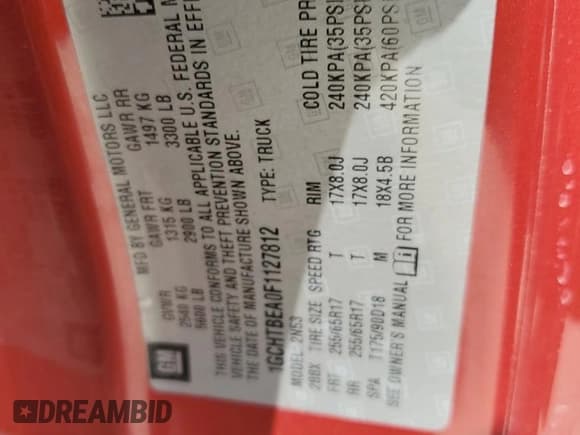 GM
MFD BY GENERAL MOTORS LLC
GVWR GAWR FRT GAWR RR
2540 KG 1315 KG 1497 KG
5600 LB 2900 LB 3300 LB
THIS VEHICLE CONFORMS TO ALL APPLICABLE U.S. FEDERAL M
VEHICLE SAFETY AND THEFT PREVENTION STANDARDS IN EFF
THE DATE OF MANUFACTURE SHOWN ABOVE.
1GCHTBEA0F1127812 TYPE: TRUCK
MODEL: 2N53
2BBX TIRE SIZE SPEED RTG RIM COLD TIRE PR
FRT 255/65R17 T 17X8.0J 240KPA(35PSI
RR 255/65R17 T 17X8.0J 240KPA(35PSI
SPA T175/90D18 M 18X4.5B 420KPA(60PS
SEE OWNER'S MANUAL i FOR MORE INFORMATION
DREAMBID